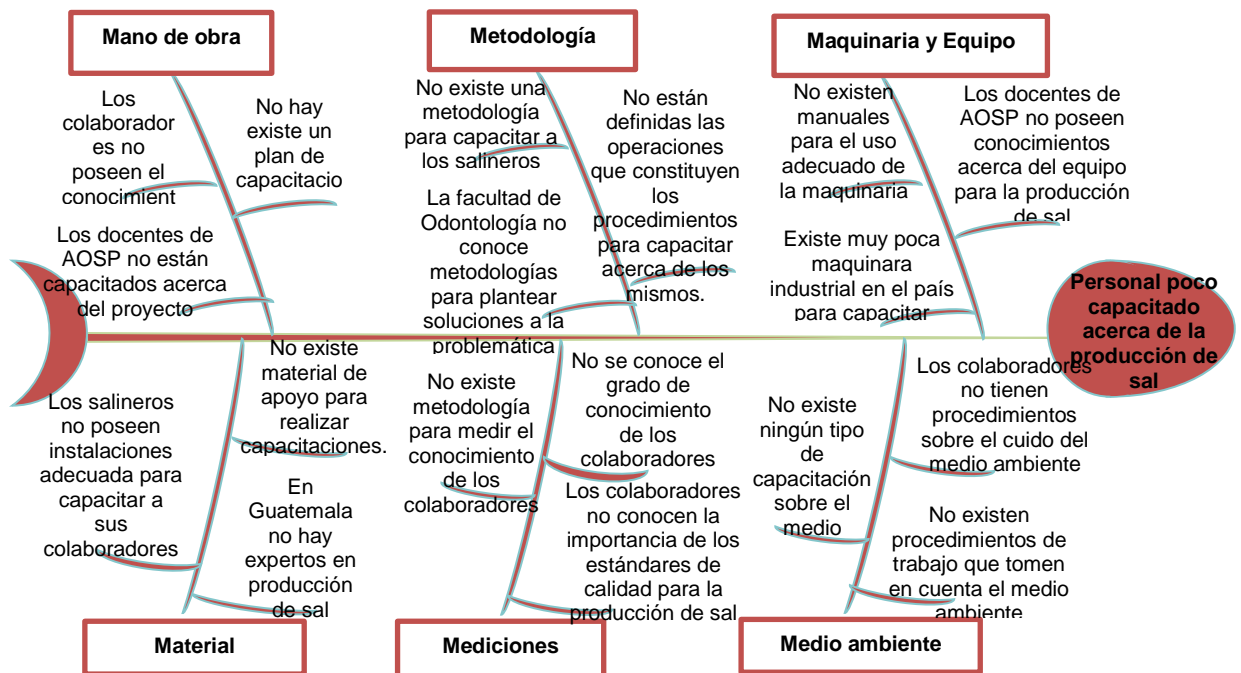 Mano de obra
Metodología
Maquinaria y Equipo
Los
colaborador
es no
poseen el
conocimient
No hay
existe un
plan de
capacitacio
Los docentes de
AOSP no están
capacitados acerca
del proyecto
No existe una
metodología
para capacitar a
los salineros
La facultad de
Odontología no
conoce
metodologías
para plantear
soluciones a la
problemática
No están
definidas las
operaciones
que constituyen
los
procedimientos
para capacitar
acerca de los
mismos.
No existen
manuales
para el uso
adecuado de
la maquinaria
Los docentes de
AOSP no poseen
conocimientos
acerca del equipo
para la producción
de sal
Existe muy poca
maquinara
industrial en el país
para capacitar
Personal poco
capacitado
acerca de la
producción de
sal
Los salineros
no poseen
instalaciones
adecuada para
capacitar a
sus
colaboradores
No existe
material de
apoyo para
realizar
capacitaciones.
En
Guatemala
no hay
expertos en
producción
de sal
No existe
metodología
para medir el
conocimiento
de los
colaboradores
No se conoce el
grado de
conocimiento
de los
colaboradores
Los colaboradores
no conocen la
importancia de los
estándares de
calidad para la
producción de sal
No existe
ningún tipo
de
capacitación
sobre el
medio
Los colaboradores
no tienen
procedimientos
sobre el cuido del
medio ambiente
No existen
procedimientos de
trabajo que tomen
en cuenta el medio
ambiente
Material
Mediciones
Medio ambiente